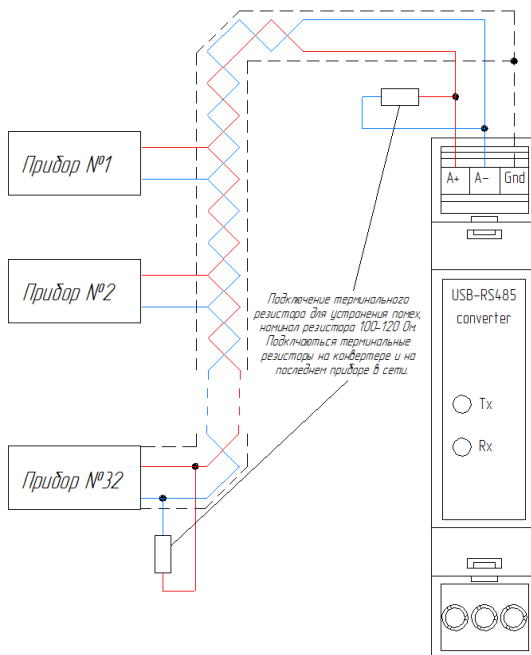 Прибор №1
A+
A-
Gnd
Прибор №2
Подключение терминального
резистора для устранения помех,
номинал резистора 100-120 Ом.
Подклчаються терминальные
резисторы на конвертере и на
последнем приборе в сети.
USB-RS485
converter
Tx
Rx
Прибор №32